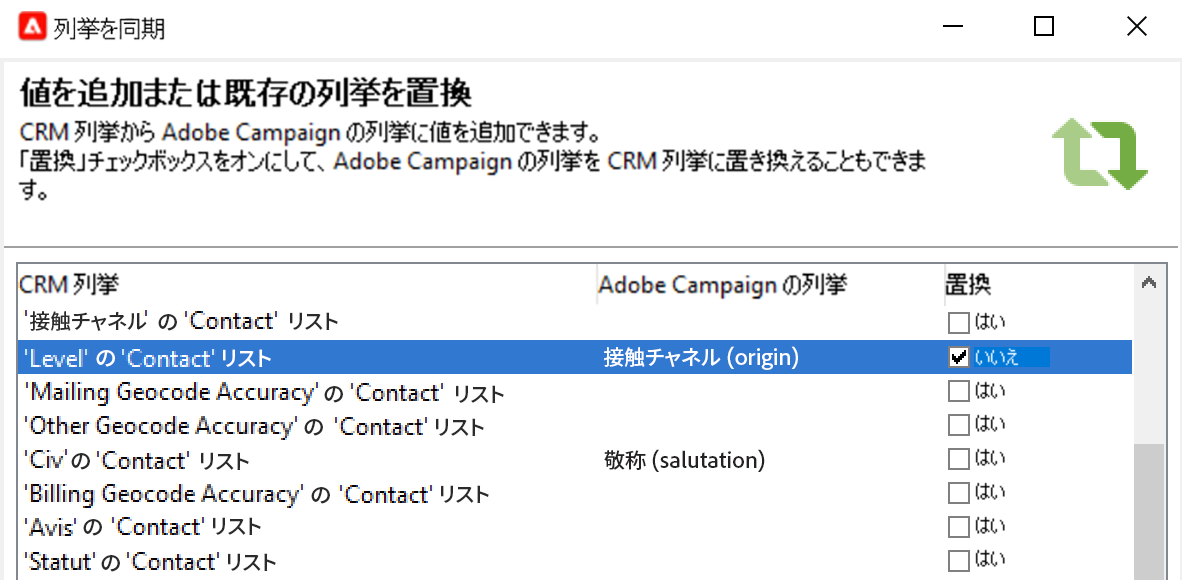 列挙を同期
値を追加または既存の列挙を置換
CRM 列挙から Adobe Campaign の列挙に値を追加できます。
「置換」チェックボックスをオンにして、Adobe Campaign の列挙を CRM 列挙に置き換えることもできま
す。
CRM 列挙 Adobe Campaign の列挙 置換
'接触チャネル' の 'Contact' リスト はい
'Level' の 'Contact' リスト 接触チャネル (origin) いいえ
'Mailing Geocode Accuracy' の 'Contact' リスト はい
'Other Geocode Accuracy' の 'Contact' リスト はい
'Civ' の 'Contact' リスト 敬称 (salutation) はい
'Billing Geocode Accuracy' の 'Contact' リスト はい
'Avis' の 'Contact' リスト はい
'Statut' の 'Contact' リスト はい